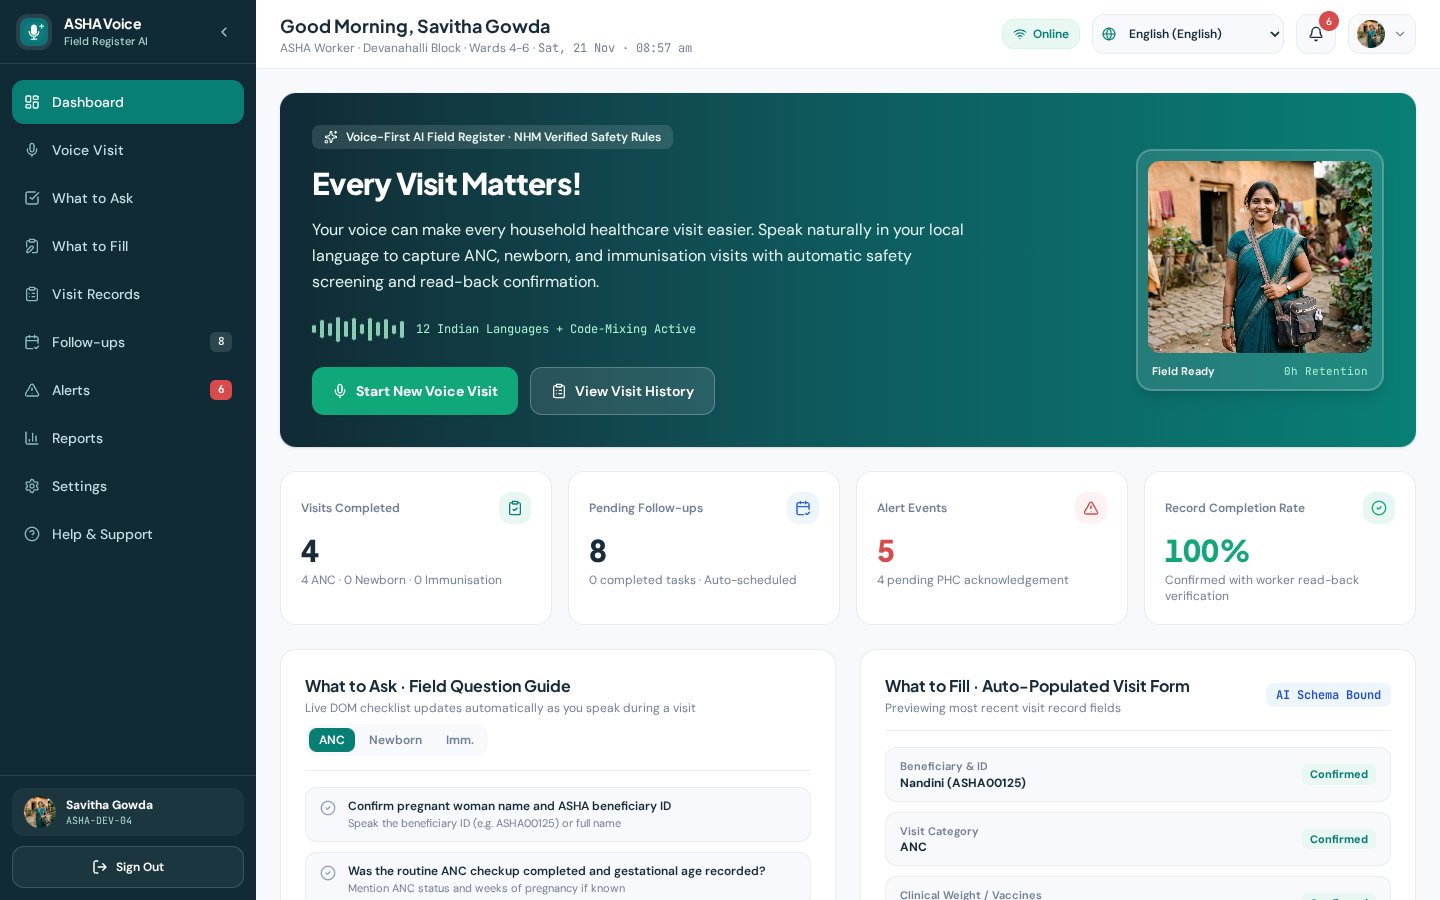 ASHA Voice
Field Register AI
Dashboard
Voice Visit
What to Ask
What to Fill
Visit Records
Follow-ups
8
Alerts
6
Reports
Settings
Help & Support
Savitha Gowda
ASHA-DEV-04
Sign Out
Good Morning, Savitha Gowda
ASHA Worker · Devanahalli Block · Wards 4-6 · Sat, 21 Nov · 08:57 am
Online
English (English)
6
Voice-First AI Field Register · NHM Verified Safety Rules
Every Visit Matters!
Your voice can make every household healthcare visit easier. Speak naturally in your local
language to capture ANC, newborn, and immunisation visits with automatic safety
screening and read-back confirmation.
12 Indian Languages + Code-Mixing Active
Start New Voice Visit
View Visit History
Field Ready
0h Retention
Visits Completed
4
4 ANC · 0 Newborn · 0 Immunisation
Pending Follow-ups
8
0 completed tasks · Auto-scheduled
Alert Events
5
4 pending PHC acknowledgement
Record Completion Rate
100%
Confirmed with worker read-back
verification
What to Ask · Field Question Guide
Live DOM checklist updates automatically as you speak during a visit
ANC
Newborn
Imm.
Confirm pregnant woman name and ASHA beneficiary ID
Speak the beneficiary ID (e.g. ASHA00125) or full name
Was the routine ANC checkup completed and gestational age recorded?
Mention ANC status and weeks of pregnancy if known
What to Fill · Auto-Populated Visit Form
Previewing most recent visit record fields
AI Schema Bound
Beneficiary & ID
Nandini (ASHA00125)
Confirmed
Visit Category
ANC
Confirmed
Clinical Weight / Vaccines